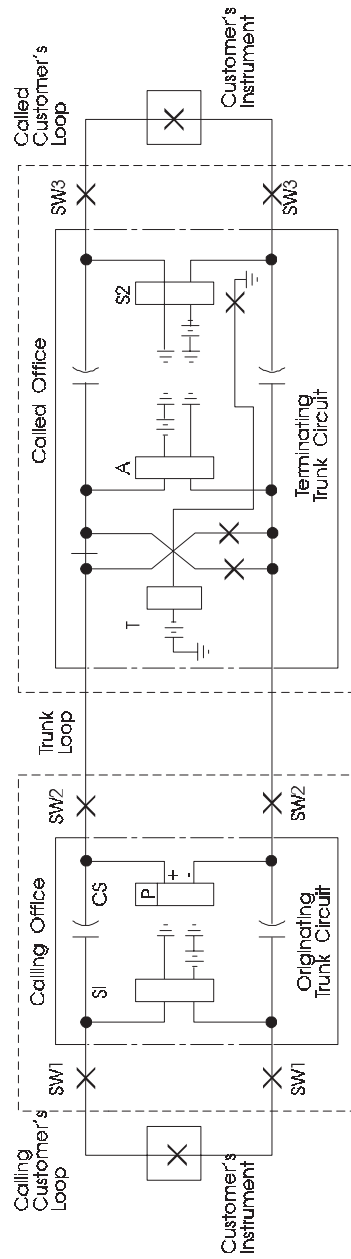 Calling
Customer's
Loop
Customer's
Instrument
SW1
SW1
Calling Office
S1
CS
P
+
-
Originating
Trunk Circuit
SW2
SW2
Trunk
Loop
Called Office
T
A
S2
Terminating
Trunk Circuit
SW3
SW3
Called
Customer's
Loop
Customer's
Instrument